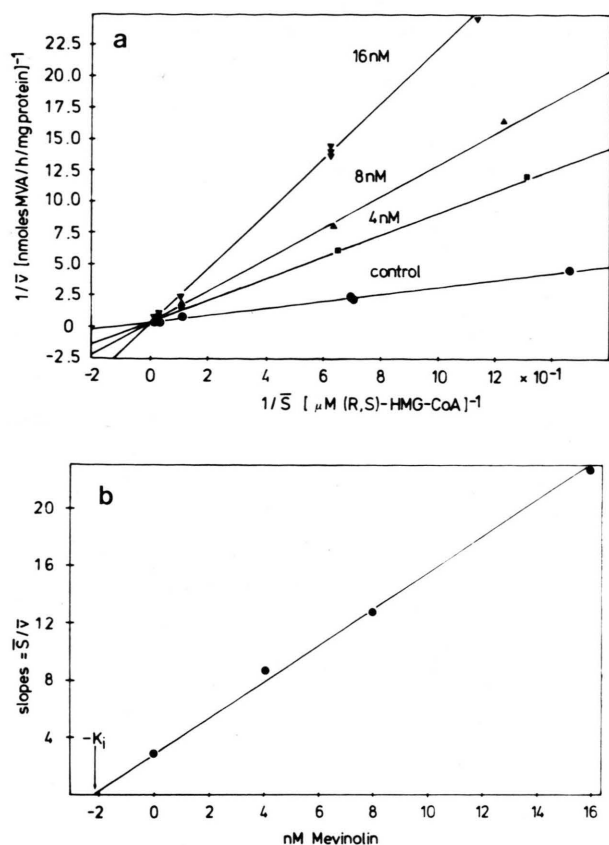 a
1/v̄ [nmoles MVA/h/mg protein]⁻¹
22.5
20.0
17.5
15.0
12.5
10.0
7.5
5.0
2.5
0
-2.5
16nM
8nM
4nM
control
-2 0 2 4 6 8 10 12 × 10⁻¹
1/S̄ [μM (R,S)-HMG-CoA]⁻¹
b
slopes = S̄/v̄
20
16
12
8
4
-Kᵢ
-2 0 2 4 6 8 10 12 14 16
nM Mevinolin